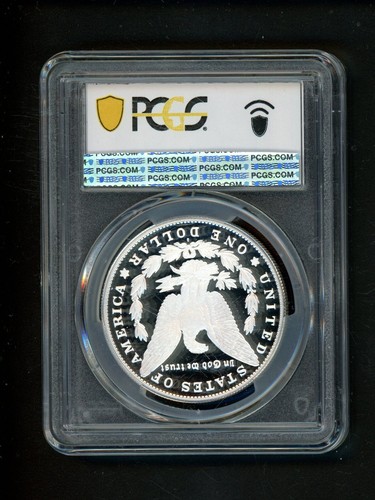 PCGS
PCGS.COM PCGS.COM PCGS.COM
PCGS.COM PCGS.COM PCGS.COM
UNITED STATES OF AMERICA
ONE DOLLAR
In God We trust